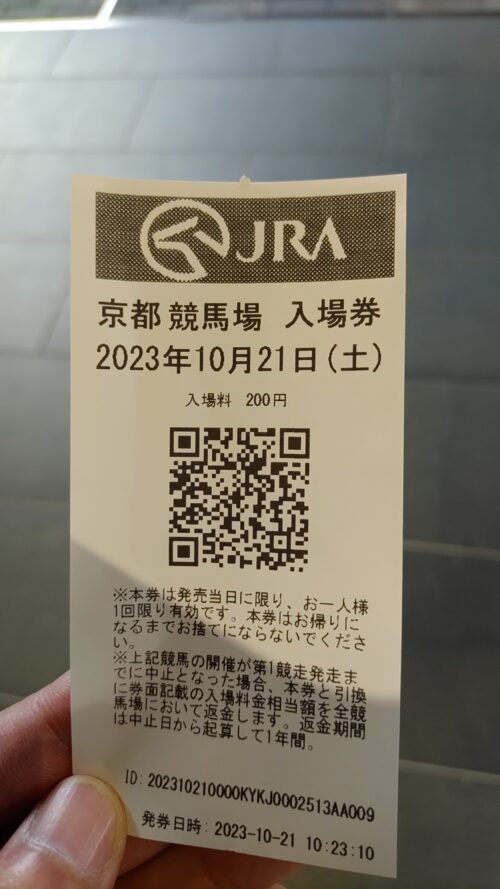 JRA
京都競馬場 入場券
2023年10月21日(土)
入場料 200円
※本券は発売当日に限り、お一人様
1回限り有効です。本券はお帰りに
なるまでお捨てにならないでくださ
い。
※上記競馬の開催が第1競走発走ま
でに中止となった場合、本券と引換
に券面記載の入場料金相当額を全競
馬場において返金します。返金期間
は中止日から起算して1年間。
ID: 202310210000KYKJ0002513AA009
発券日時: 2023-10-21 10:23:10